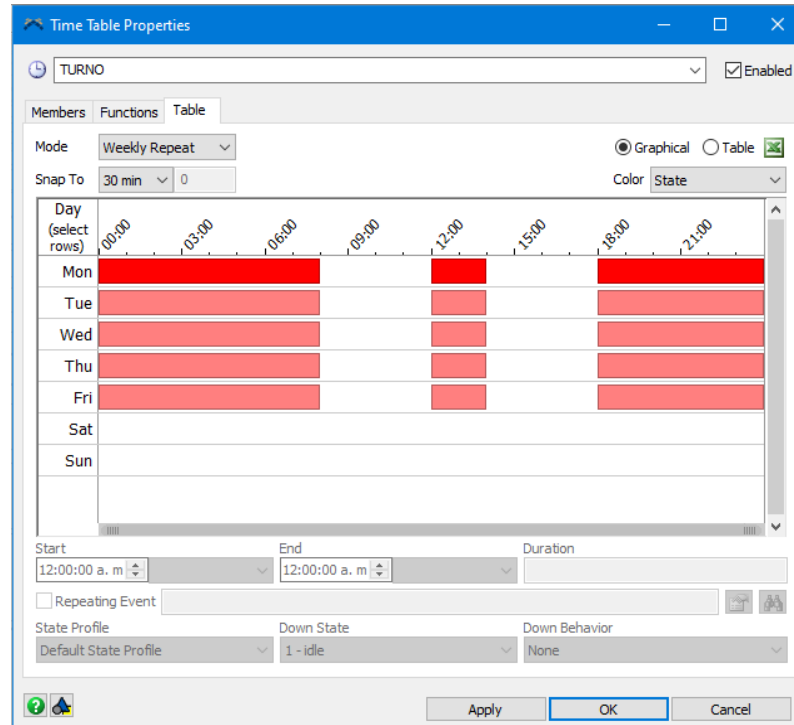 Time Table Properties
TURNO
Enabled
Members Functions Table
Mode Weekly Repeat Graphical Table
Snap To 30 min 0 Color State
Day
(select
rows)
00:00 03:00 06:00 09:00 12:00 15:00 18:00 21:00
Mon
Tue
Wed
Thu
Fri
Sat
Sun
Start End Duration
12:00:00 a. m 12:00:00 a. m
Repeating Event
State Profile Down State Down Behavior
Default State Profile 1 - idle None
Apply OK Cancel